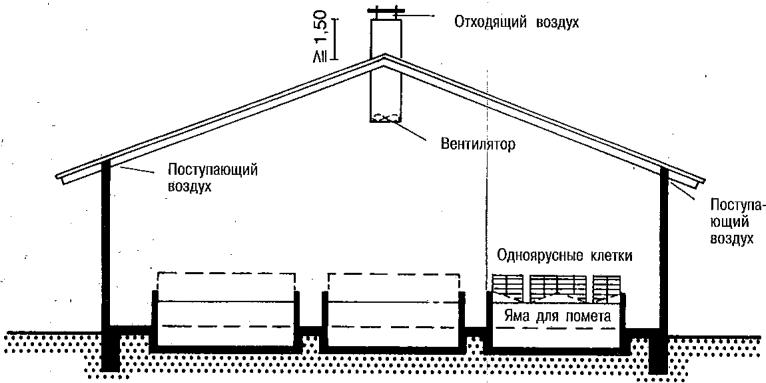 ≥ 1,50
Отходящий воздух
Вентилятор
Поступающий
воздух
Поступа-
ющий
воздух
Одноярусные клетки
Яма для помета